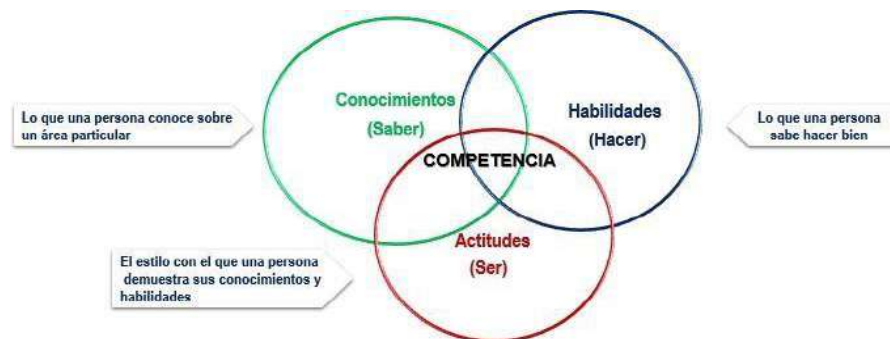 Lo que una persona conoce sobre
un área particular
Conocimientos
(Saber)
Habilidades
(Hacer)
Lo que una persona
sabe hacer bien
COMPETENCIA
Actitudes
(Ser)
El estilo con el que una persona
demuestra sus conocimientos y
habilidades